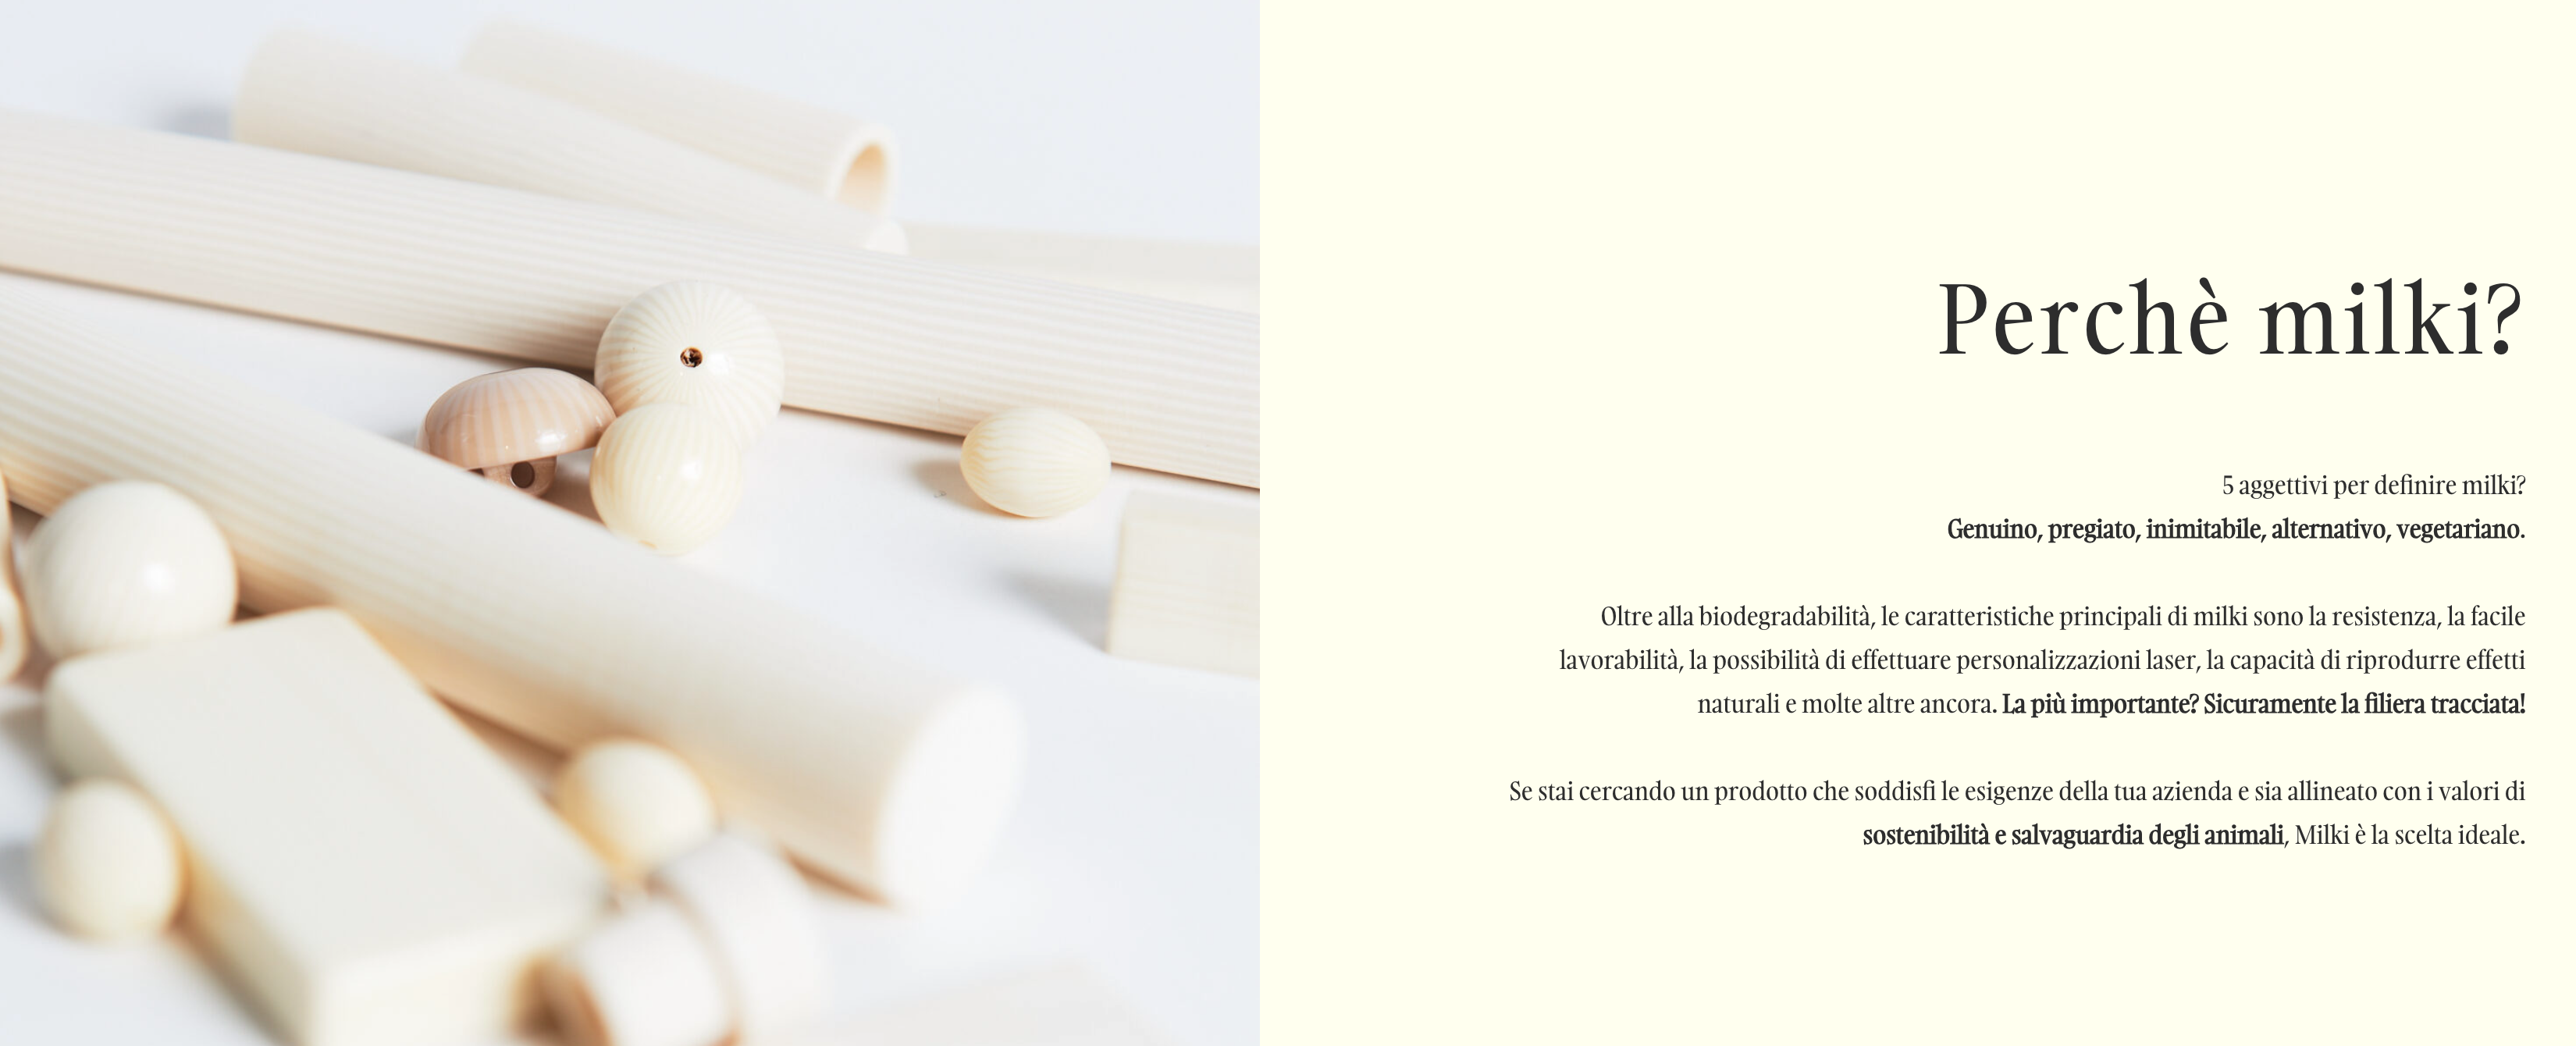 Perchè milki?
5 aggettivi per definire milki?
Genuino, pregiato, inimitabile, alternativo, vegetariano.
Oltre alla biodegradabilità, le caratteristiche principali di milki sono la resistenza, la facile
lavorabilità, la possibilità di effettuare personalizzazioni laser, la capacità di riprodurre effetti
naturali e molte altre ancora. La più importante? Sicuramente la filiera tracciata!
Se stai cercando un prodotto che soddisfi le esigenze della tua azienda e sia allineato con i valori di
sostenibilità e salvaguardia degli animali, Milki è la scelta ideale.